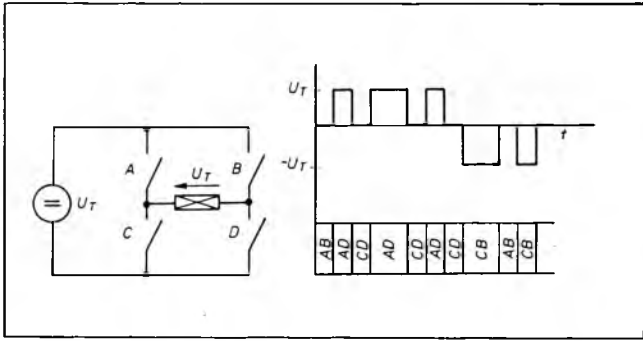 U_T
A
B
U_T
C
D
U_T
-U_T
t
AB AD CD AD CD AD CD CB AB CB